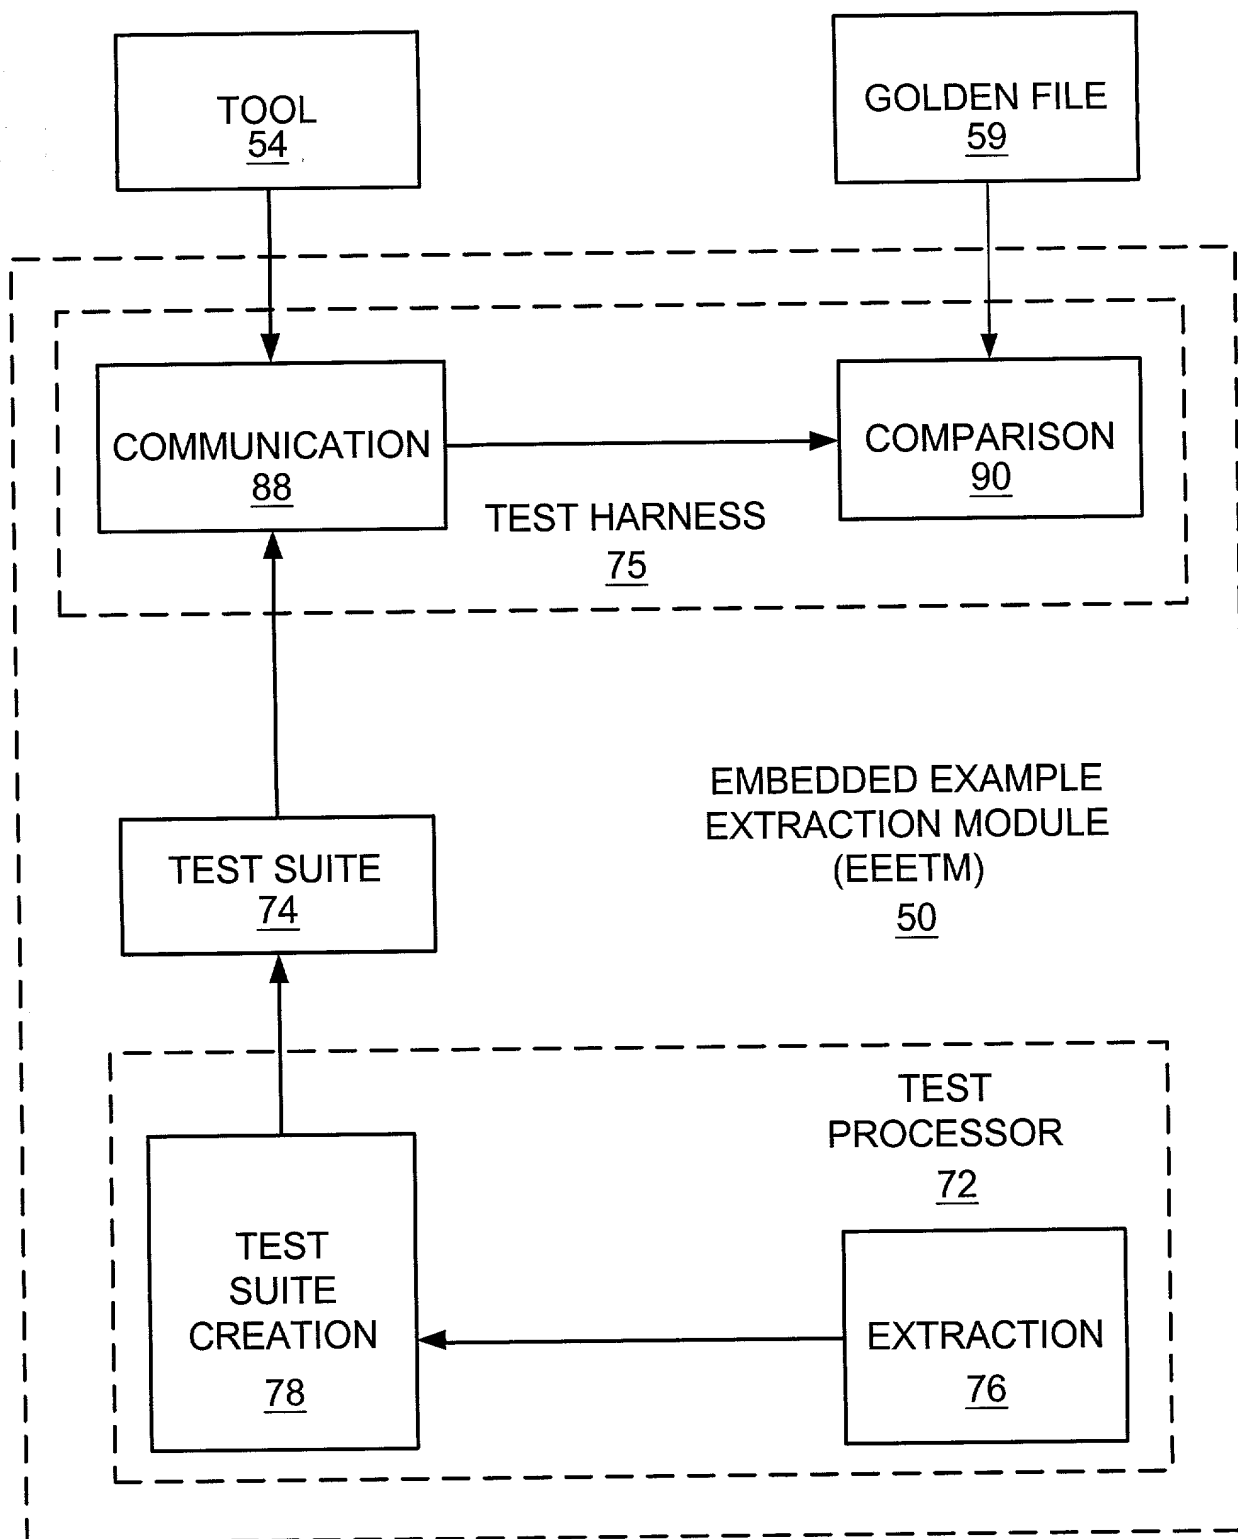 TOOL
54
GOLDEN FILE
59
COMMUNICATION
88
COMPARISON
90
TEST HARNESS
75
EMBEDDED EXAMPLE
EXTRACTION MODULE
(EEETM)
50
TEST SUITE
74
TEST
PROCESSOR
72
TEST
SUITE
CREATION
78
EXTRACTION
76